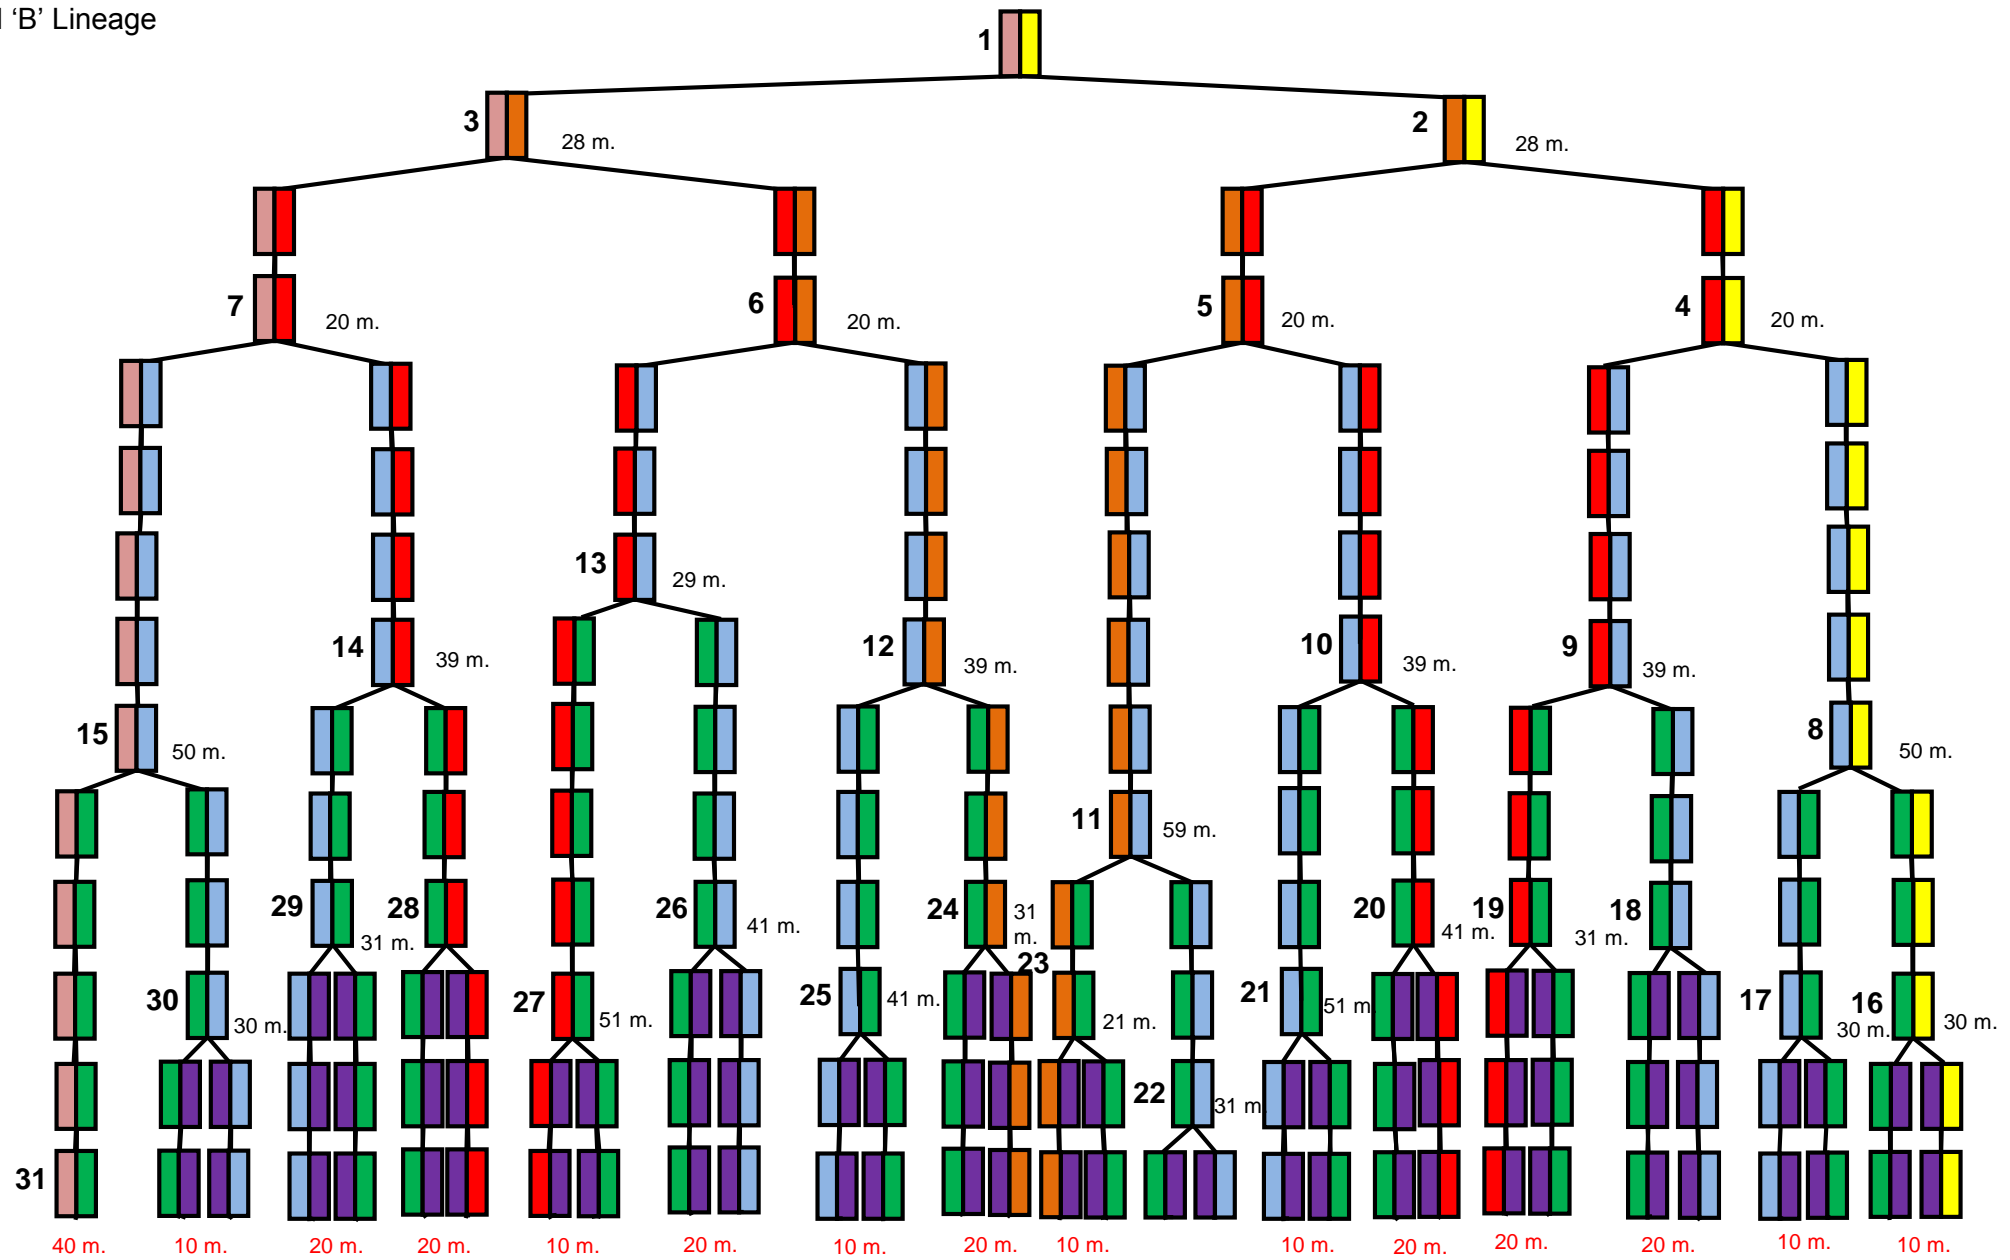 l ‘B’ Lineage
1
3
28 m.
2
28 m.
7
20 m.
6
20 m.
5
20 m.
4
20 m.
13
29 m.
14
39 m.
12
39 m.
10
39 m.
9
39 m.
15
50 m.
8
50 m.
11
59 m.
29
31 m.
28
26
41 m.
24
31
m.
20
41 m.
19
31 m.
18
30
30 m.
27
51 m.
25
41 m.
23
21 m.
21
51 m.
17
30 m.
16
30 m.
22
31 m.
31
40 m.
10 m.
20 m.
20 m.
10 m.
20 m.
10 m.
20 m.
10 m.
10 m.
20 m.
20 m.
20 m.
10 m.
10 m.